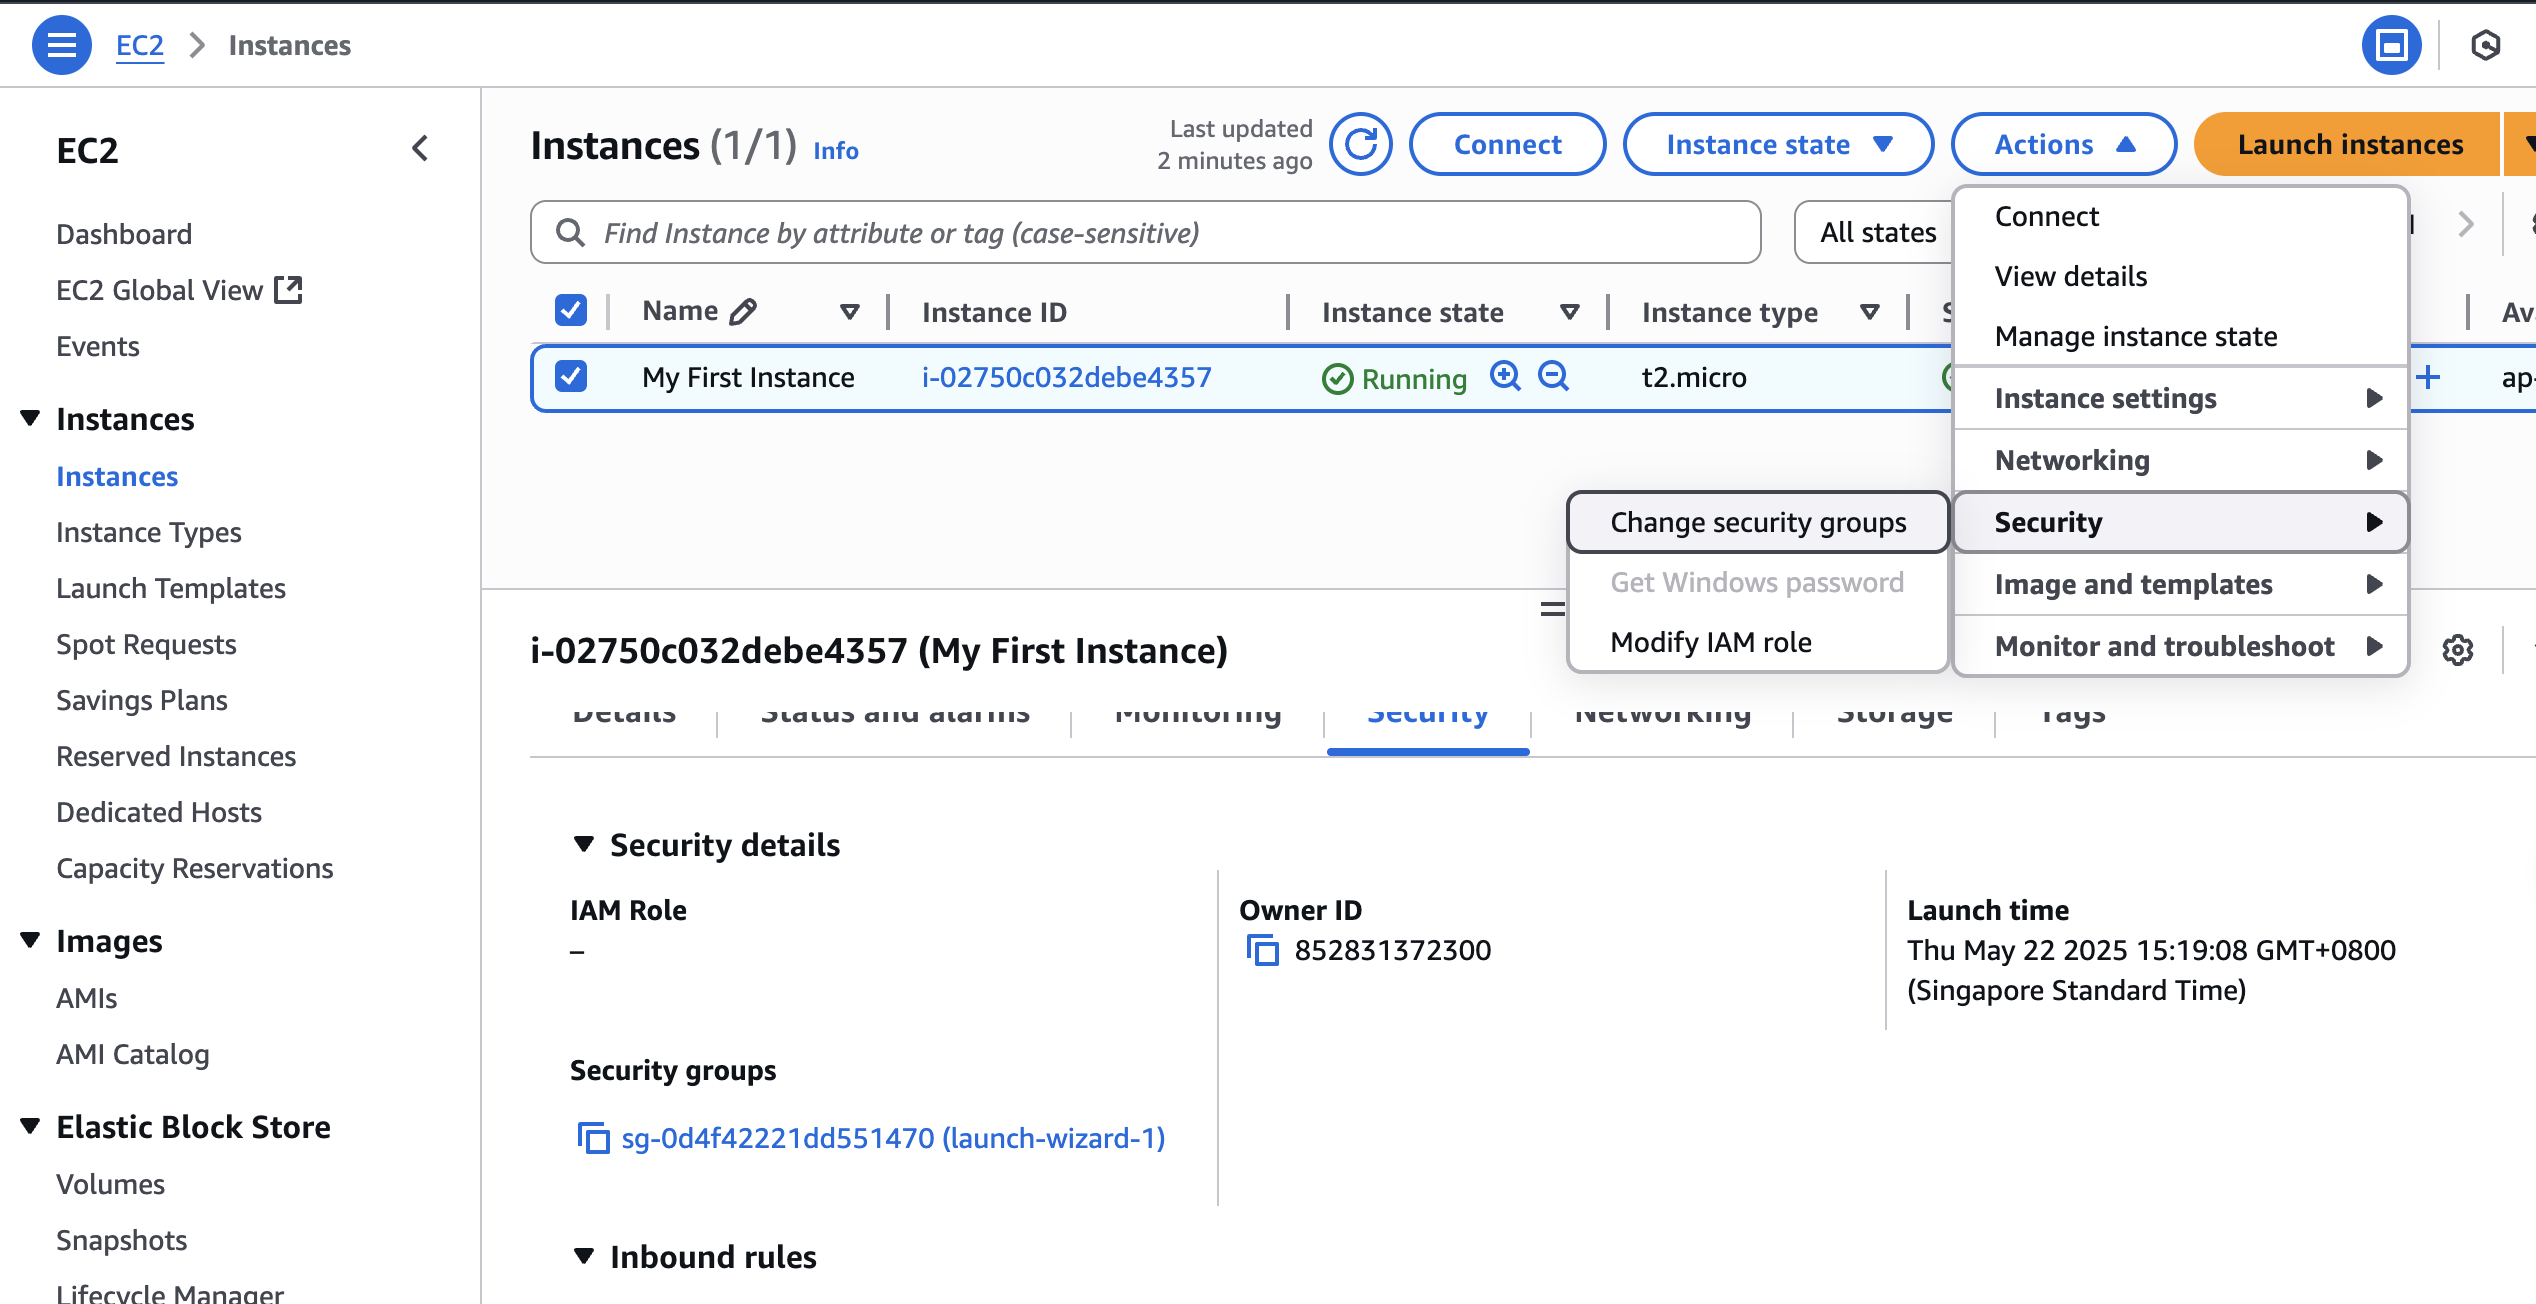 EC2 > Instances
EC2
Dashboard
EC2 Global View
Events
Instances
Instances
Instance Types
Launch Templates
Spot Requests
Savings Plans
Reserved Instances
Dedicated Hosts
Capacity Reservations
Images
AMIs
AMI Catalog
Elastic Block Store
Volumes
Snapshots
Lifecycle Manager
Instances (1/1) Info
Last updated
2 minutes ago
Connect
Instance state
Actions
Launch instances
Find Instance by attribute or tag (case-sensitive)
All states
Name
Instance ID
Instance state
Instance type
My First Instance
i-02750c032debe4357
Running
t2.micro
Connect
View details
Manage instance state
Instance settings
Networking
Security
Image and templates
Monitor and troubleshoot
Change security groups
Get Windows password
Modify IAM role
i-02750c032debe4357 (My First Instance)
Details
Status and alarms
Monitoring
Security
Networking
Storage
Tags
Security details
IAM Role
–
Owner ID
852831372300
Launch time
Thu May 22 2025 15:19:08 GMT+0800
(Singapore Standard Time)
Security groups
sg-0d4f42221dd551470 (launch-wizard-1)
Inbound rules